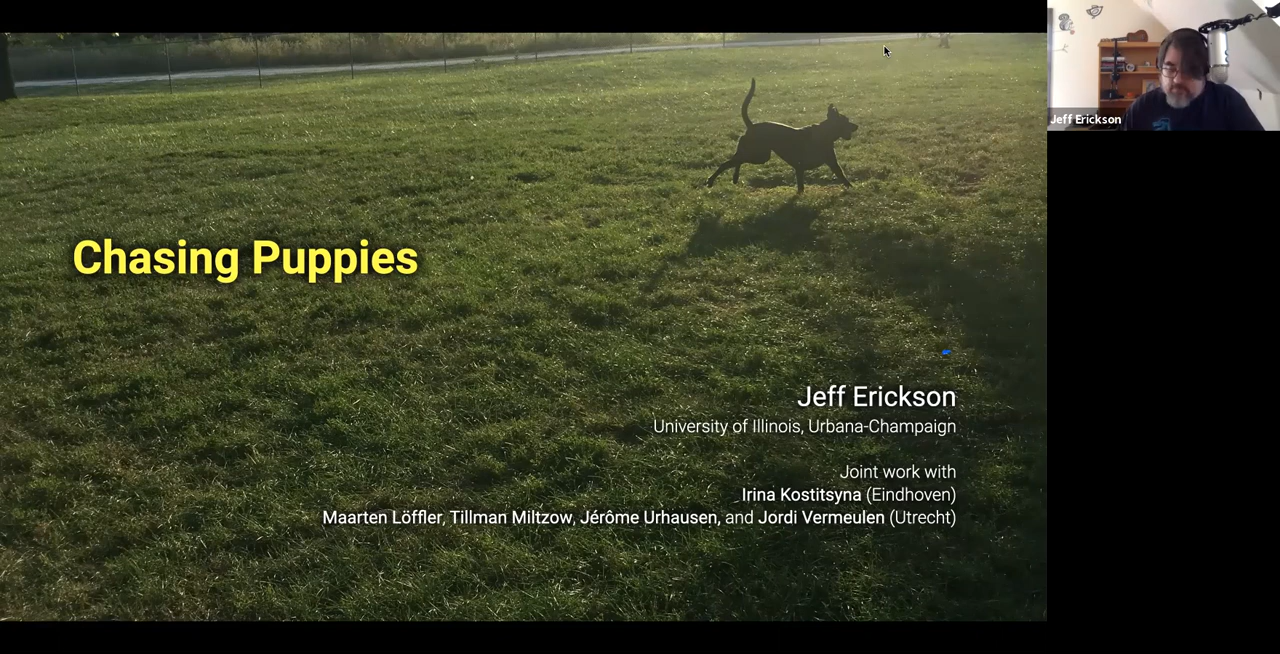 Chasing Puppies
Jeff Erickson
Jeff Erickson
University of Illinois, Urbana-Champaign
Joint work with
Irina Kostitsyna (Eindhoven)
Maarten Löffler, Tillman Miltzow, Jérôme Urhausen, and Jordi Vermeulen (Utrecht)